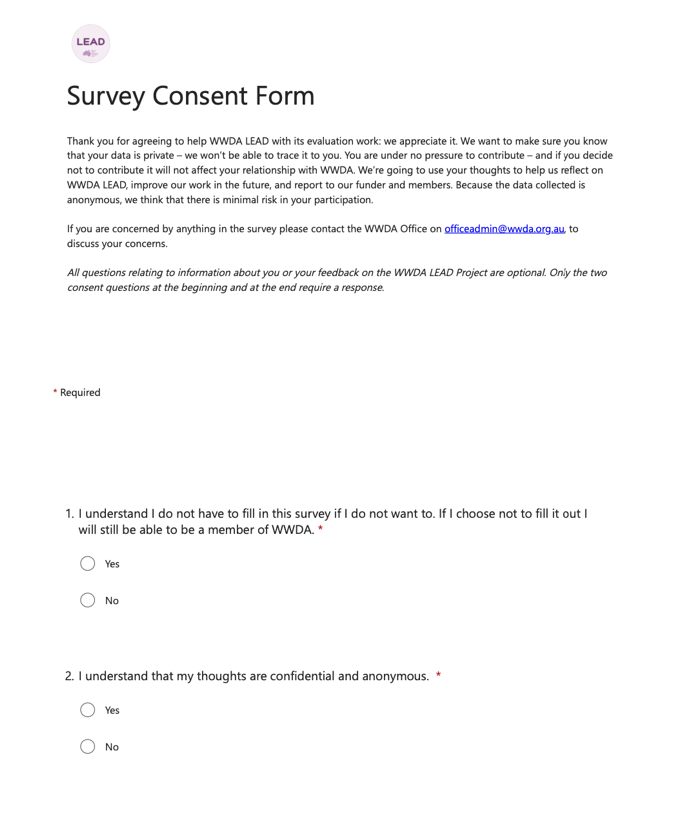 LEAD
Survey Consent Form
Thank you for agreeing to help WWDA LEAD with its evaluation work: we appreciate it. We want to make sure you know
that your data is private – we won't be able to trace it to you. You are under no pressure to contribute – and if you decide
not to contribute it will not affect your relationship with WWDA. We're going to use your thoughts to help us reflect on
WWDA LEAD, improve our work in the future, and report to our funder and members. Because the data collected is
anonymous, we think that there is minimal risk in your participation.
If you are concerned by anything in the survey please contact the WWDA Office on officeadmin@wwda.org.au, to
discuss your concerns.
All questions relating to information about you or your feedback on the WWDA LEAD Project are optional. Only the two
consent questions at the beginning and at the end require a response.
* Required
1. I understand I do not have to fill in this survey if I do not want to. If I choose not to fill it out I
will still be able to be a member of WWDA. *
Yes
No
2. I understand that my thoughts are confidential and anonymous. *
Yes
No